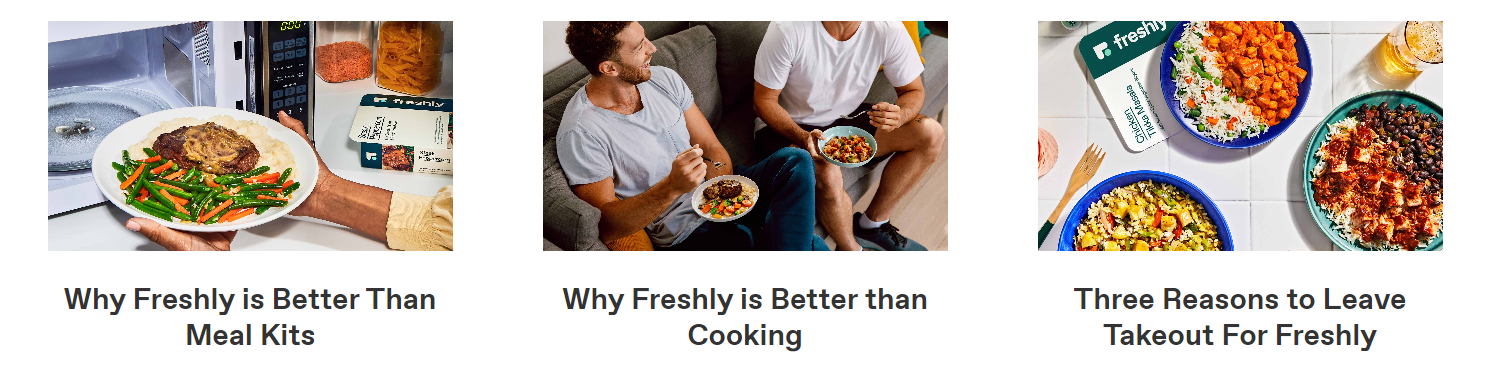 freshly
freshly
Chicken
Tikka Masala
Why Freshly is Better Than
Meal Kits
Why Freshly is Better than
Cooking
Three Reasons to Leave
Takeout For Freshly